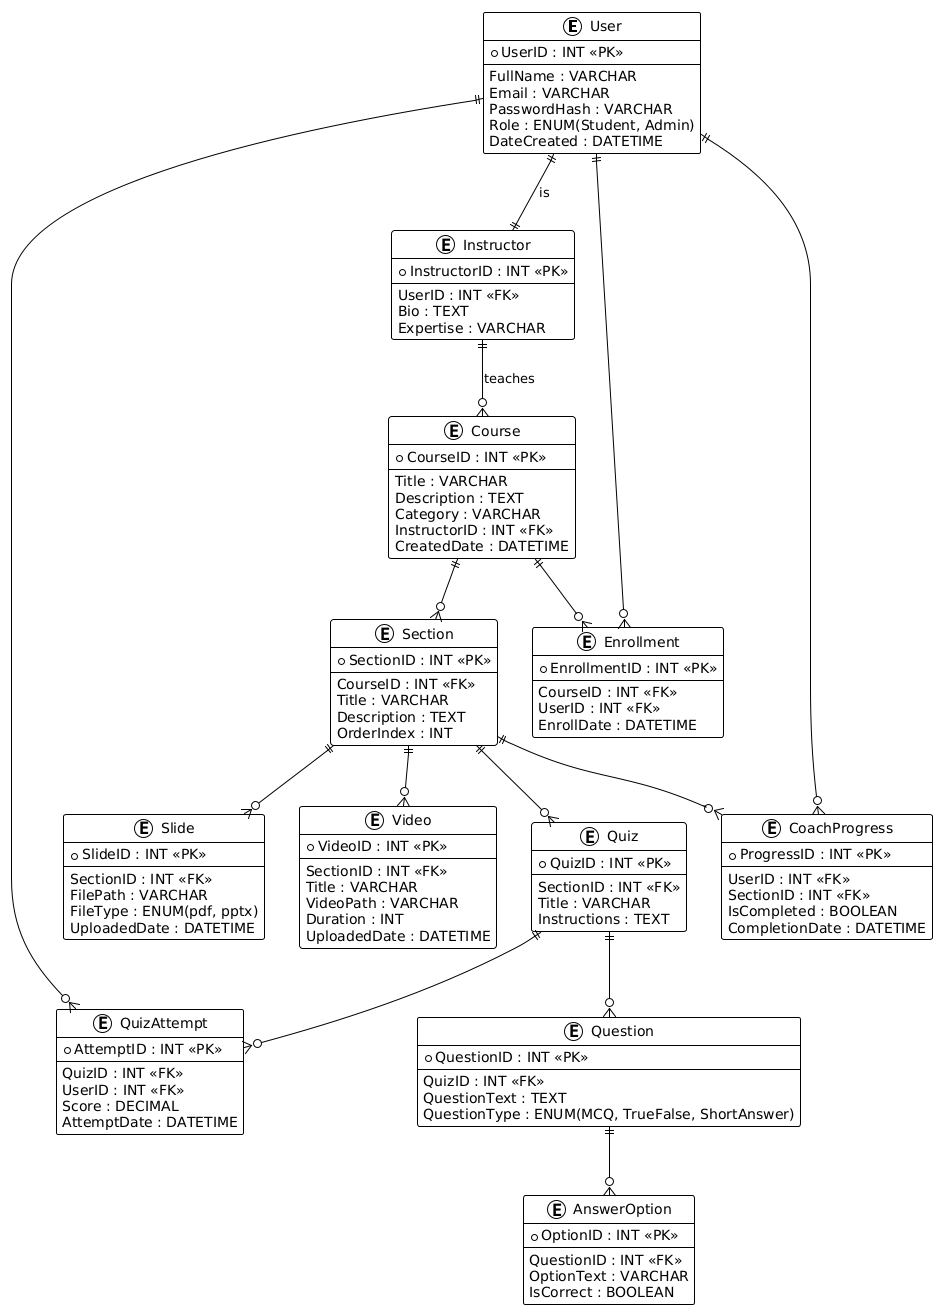 E User
UserID : INT «PK»
FullName : VARCHAR
Email : VARCHAR
PasswordHash : VARCHAR
Role : ENUM(Student, Admin)
DateCreated : DATETIME
is
E Instructor
InstructorID : INT «PK»
UserID : INT «FK»
Bio : TEXT
Expertise : VARCHAR
teaches
E Course
CourseID : INT «PK»
Title : VARCHAR
Description : TEXT
Category : VARCHAR
InstructorID : INT «FK»
CreatedDate : DATETIME
E Section
SectionID : INT «PK»
CourseID : INT «FK»
Title : VARCHAR
Description : TEXT
OrderIndex : INT
E Enrollment
EnrollmentID : INT «PK»
CourseID : INT «FK»
UserID : INT «FK»
EnrollDate : DATETIME
E Slide
SlideID : INT «PK»
SectionID : INT «FK»
FilePath : VARCHAR
FileType : ENUM(pdf, pptx)
UploadedDate : DATETIME
E Video
VideoID : INT «PK»
SectionID : INT «FK»
Title : VARCHAR
VideoPath : VARCHAR
Duration : INT
UploadedDate : DATETIME
E Quiz
QuizID : INT «PK»
SectionID : INT «FK»
Title : VARCHAR
Instructions : TEXT
E CoachProgress
ProgressID : INT «PK»
UserID : INT «FK»
SectionID : INT «FK»
IsCompleted : BOOLEAN
CompletionDate : DATETIME
E QuizAttempt
AttemptID : INT «PK»
QuizID : INT «FK»
UserID : INT «FK»
Score : DECIMAL
AttemptDate : DATETIME
E Question
QuestionID : INT «PK»
QuizID : INT «FK»
QuestionText : TEXT
QuestionType : ENUM(MCQ, TrueFalse, ShortAnswer)
E AnswerOption
OptionID : INT «PK»
QuestionID : INT «FK»
OptionText : VARCHAR
IsCorrect : BOOLEAN